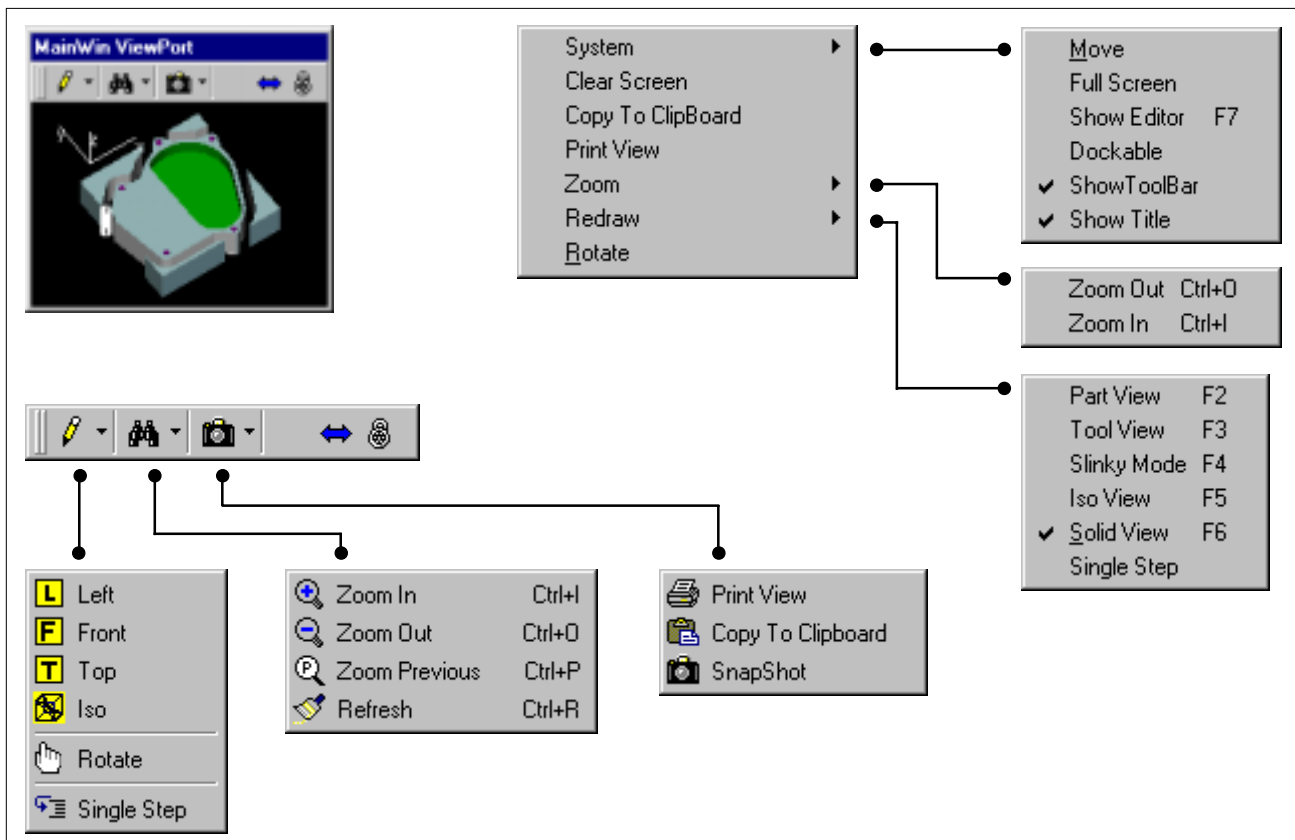 MainWin ViewPort
System
Clear Screen
Copy To ClipBoard
Print View
Zoom
Redraw
Rotate
Move
Full Screen
Show Editor F7
Dockable
ShowToolBar
Show Title
Zoom Out Ctrl+O
Zoom In Ctrl+I
Part View F2
Tool View F3
Slinky Mode F4
Iso View F5
Solid View F6
Single Step
L Left
F Front
T Top
Iso
Rotate
Single Step
Zoom In Ctrl+I
Zoom Out Ctrl+O
P Zoom Previous Ctrl+P
Refresh Ctrl+R
Print View
Copy To Clipboard
SnapShot